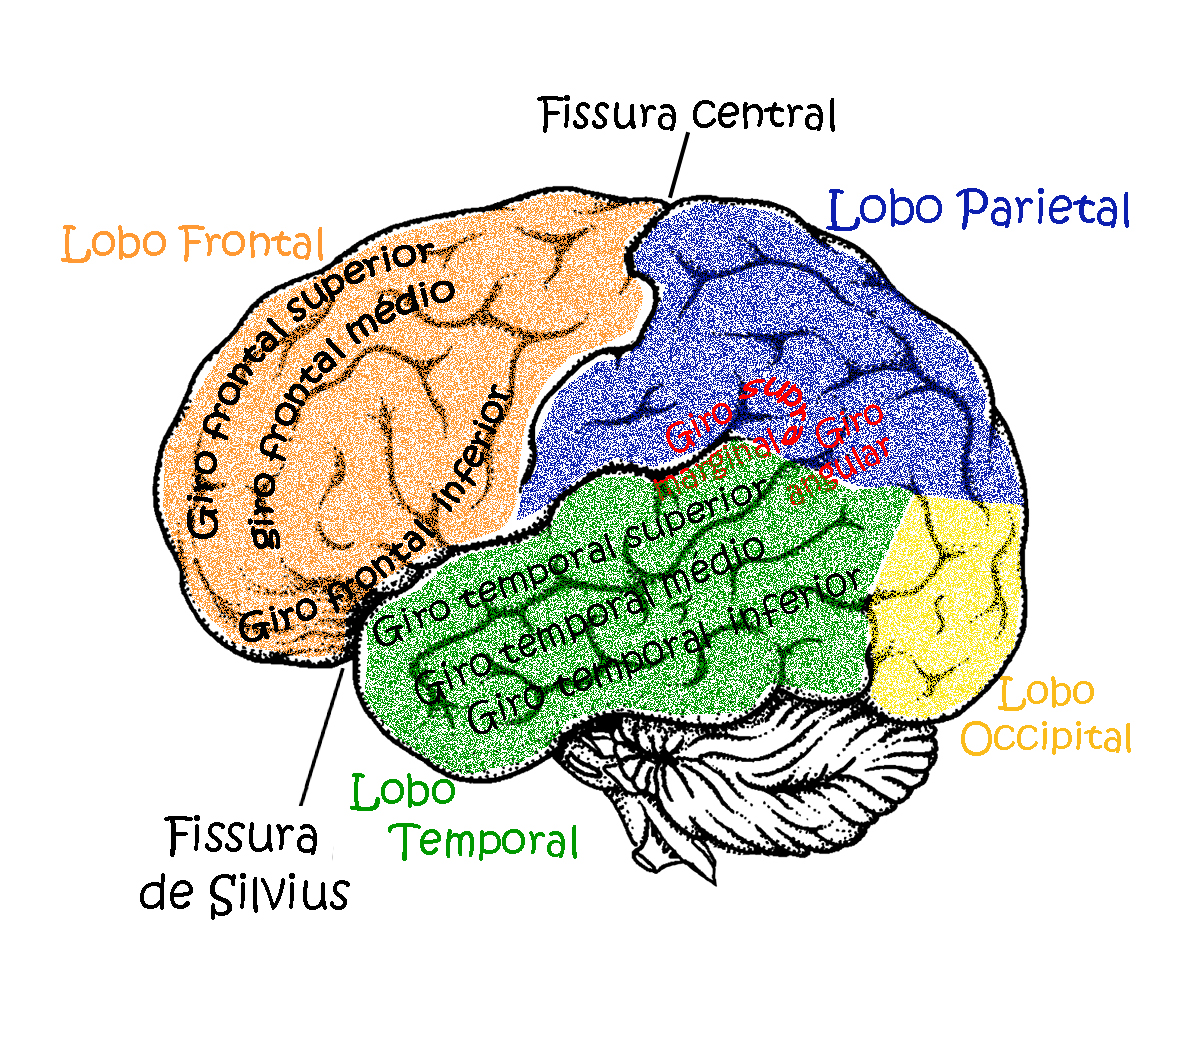 Fissura central
Lobo Parietal
Lobo Frontal
Giro frontal superior
giro frontal médio
Giro frontal inferior
Giro supra
marginal
Giro
angular
Giro temporal superior
Giro temporal medio
Giro temporal inferior
Lobo
Occipital
Lobo
Temporal
Fissura
de Silvius